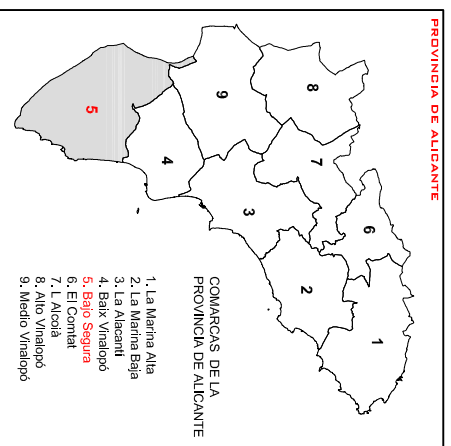 PROVINCIA DE ALICANTE
1
2
3
4
5
6
7
8
9
COMARCAS DE LA
PROVINCIA DE ALICANTE
1. La Marina Alta
2. La Marina Baja
3. La Alacanti
4. Baix Vinalopó
5. Bajo Segura
6. El Comtat
7. L Alcoià
8. Alto Vinalopó
9. Medio Vinalopó